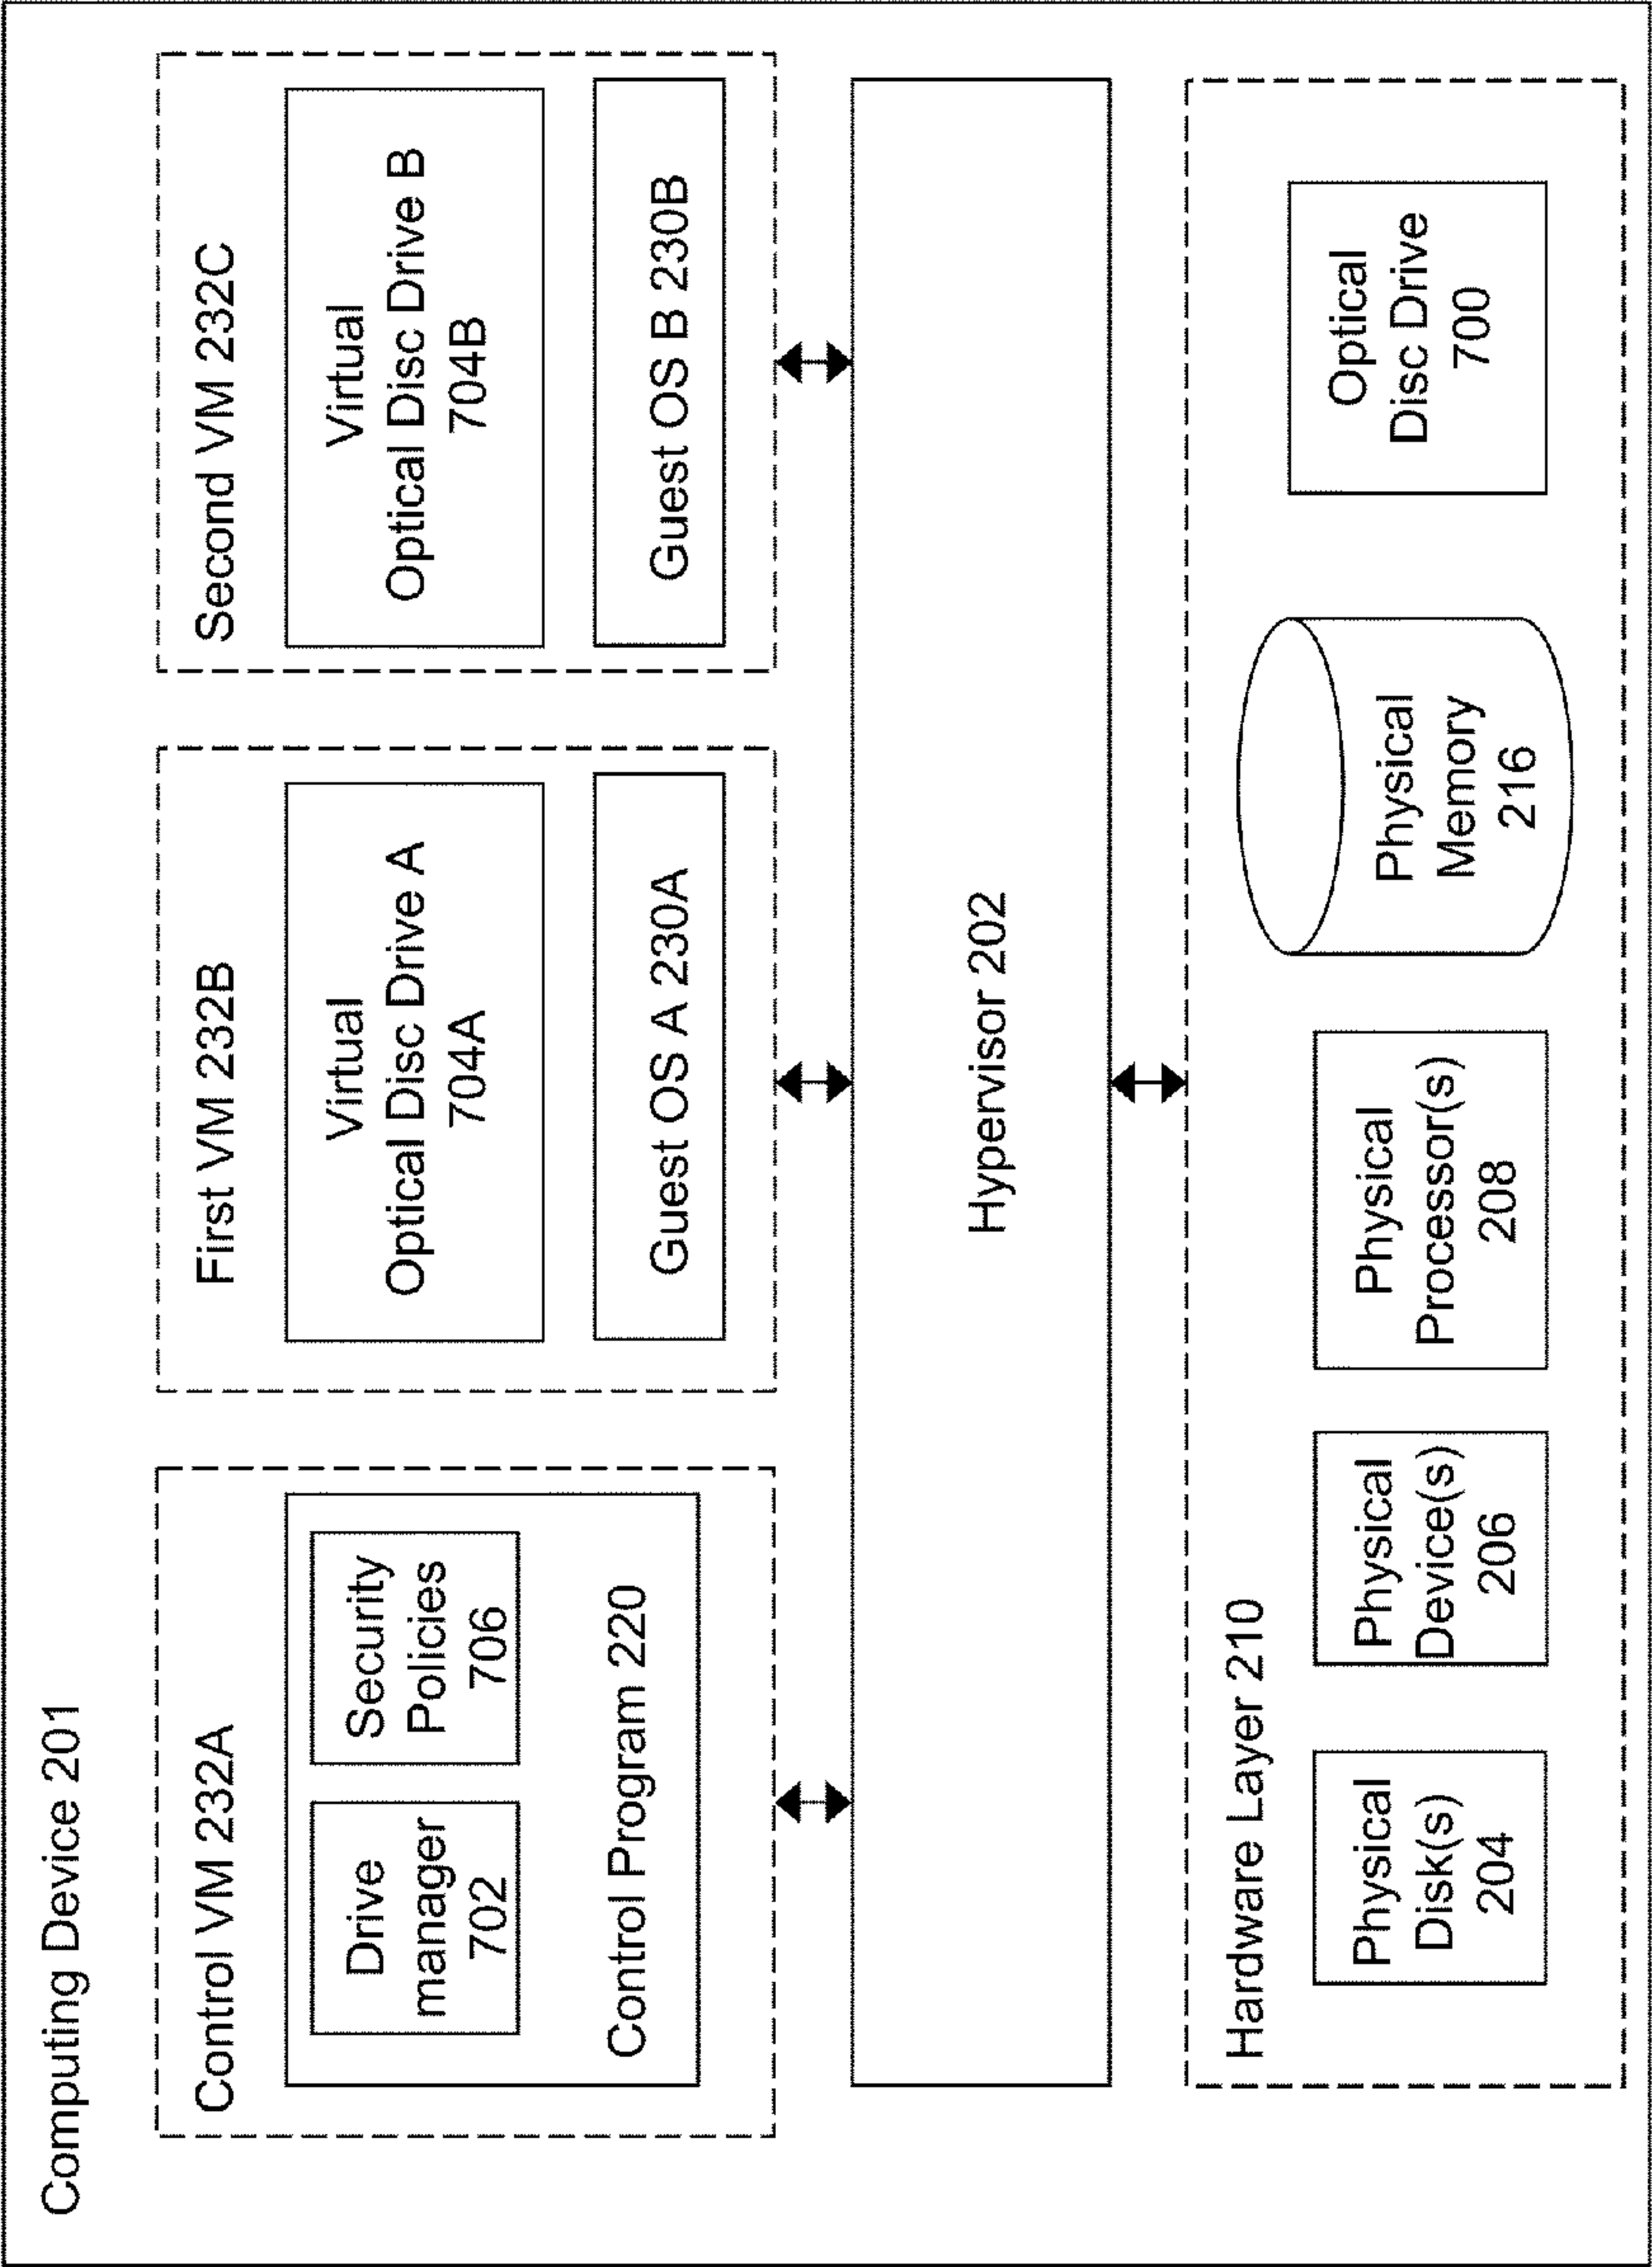 Computing Device 201
Control VM 232A
Drive
manager
702
Security
Policies
706
Control Program 220
First VM 232B
Virtual
Optical Disc Drive A
704A
Guest OS A 230A
Second VM 232C
Virtual
Optical Disc Drive B
704B
Guest OS B 230B
Hypervisor 202
Hardware Layer 210
Physical
Disk(s)
204
Physical
Device(s)
206
Physical
Processor(s)
208
Physical
Memory
216
Optical
Disc Drive
700